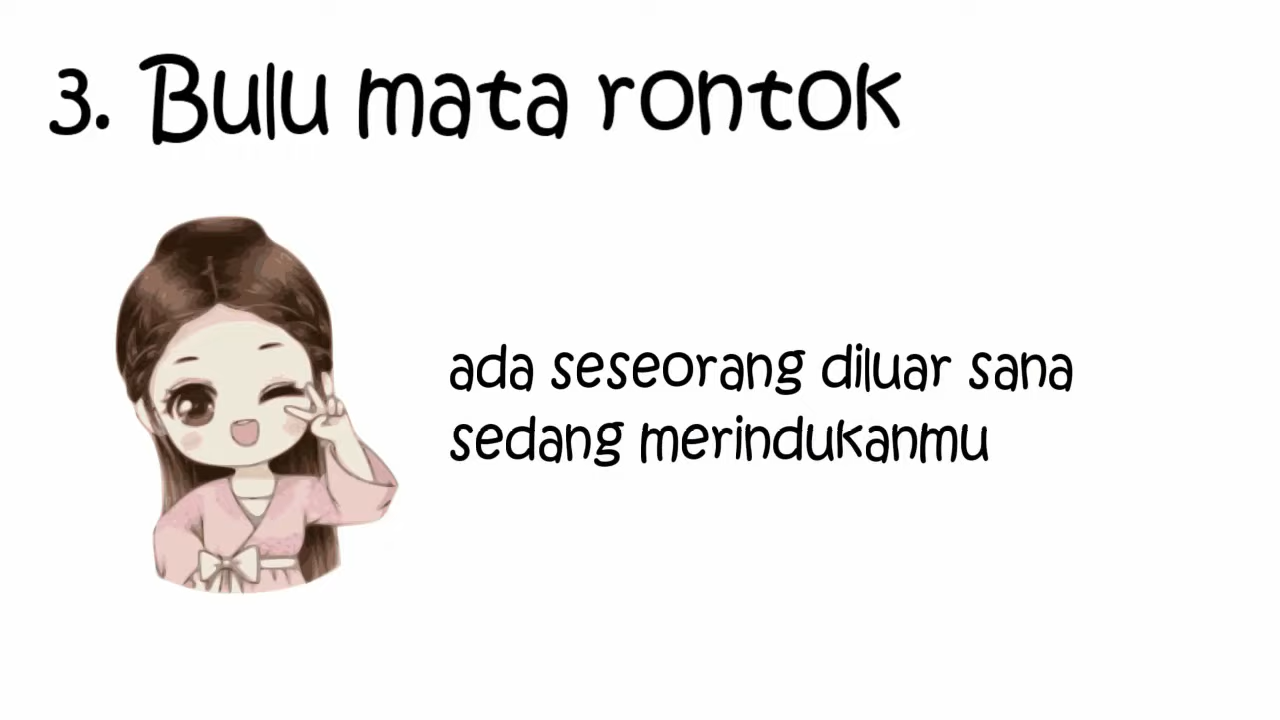 3. Bulu mata rontok
ada seseorang diluar sana
sedang merindukanmu